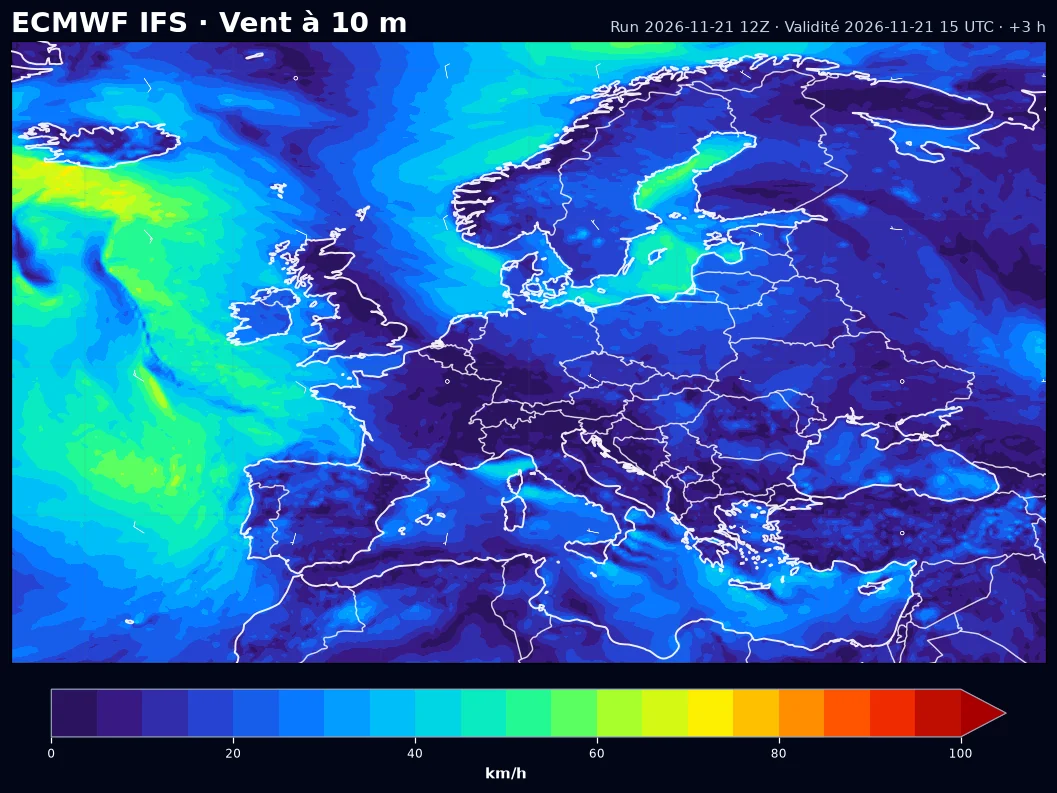 ECMWF IFS · Vent à 10 m
Run 2026-11-21 12Z · Validité 2026-11-21 15 UTC · +3 h
0 20 40 60 80 100
km/h